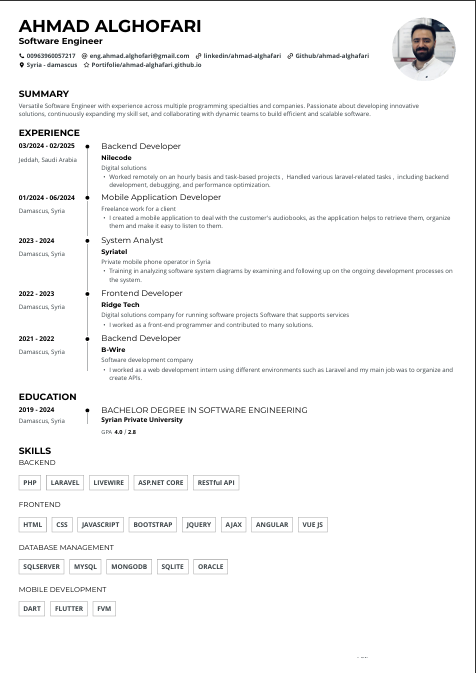 AHMAD ALGHOFARI
Software Engineer
00963960057217 eng.ahmad.alghofari@gmail.com linkedin/ahmad-alghofari Github/ahmad-alghofari
Syria - damascus Portifolio/ahmad-alghofari.github.io
SUMMARY
Versatile Software Engineer with experience across multiple programming specialties and companies. Passionate about developing innovative
solutions, continuously expanding my skill set, and collaborating with dynamic teams to build efficient and scalable software.
EXPERIENCE
03/2024 - 02/2025 Backend Developer
Nilecode
Jeddah, Saudi Arabia
Digital solutions
• Worked remotely on an hourly basis and task-based projects , Handled various laravel-related tasks , including backend
development, debugging, and performance optimization.
01/2024 - 06/2024 Mobile Application Developer
Damascus, Syria Freelance work for a client
• I created a mobile application to deal with the customer's audiobooks, as the application helps to retrieve them, organize
them and make it easy to listen to them.
2023 - 2024 System Analyst
Syriatel
Damascus, Syria
Private mobile phone operator in Syria
• Training in analyzing software system diagrams by examining and following up on the ongoing development processes on
the system.
2022 - 2023 Frontend Developer
Ridge Tech
Damascus, Syria
Digital solutions company for running software projects Software that supports services
• I worked as a front-end programmer and contributed to many solutions.
2021 - 2022 Backend Developer
B-Wire
Damascus, Syria
Software development company
• I worked as a web development intern using different environments such as Laravel and my main job was to organize and
create APIs.
EDUCATION
2019 - 2024 BACHELOR DEGREE IN SOFTWARE ENGINEERING
Damascus, Syria Syrian Private University
GPA 4.0 / 2.8
SKILLS
BACKEND
PHP LARAVEL LIVEWIRE ASP.NET CORE RESTful API
FRONTEND
HTML CSS JAVASCRIPT BOOTSTRAP JQUERY AJAX ANGULAR VUE JS
DATABASE MANAGEMENT
SQLSERVER MYSQL MONGODB SQLITE ORACLE
MOBILE DEVELOPMENT
DART FLUTTER FVM